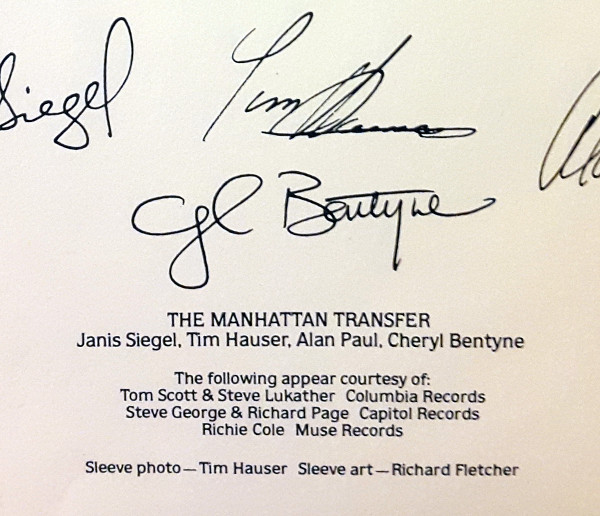 Siegel Tim Hauser
Cyl Bentyne
THE MANHATTAN TRANSFER
Janis Siegel, Tim Hauser, Alan Paul, Cheryl Bentyne
The following appear courtesy of:
Tom Scott & Steve Lukather Columbia Records
Steve George & Richard Page Capitol Records
Richie Cole Muse Records
Sleeve photo—Tim Hauser Sleeve art—Richard Fletcher